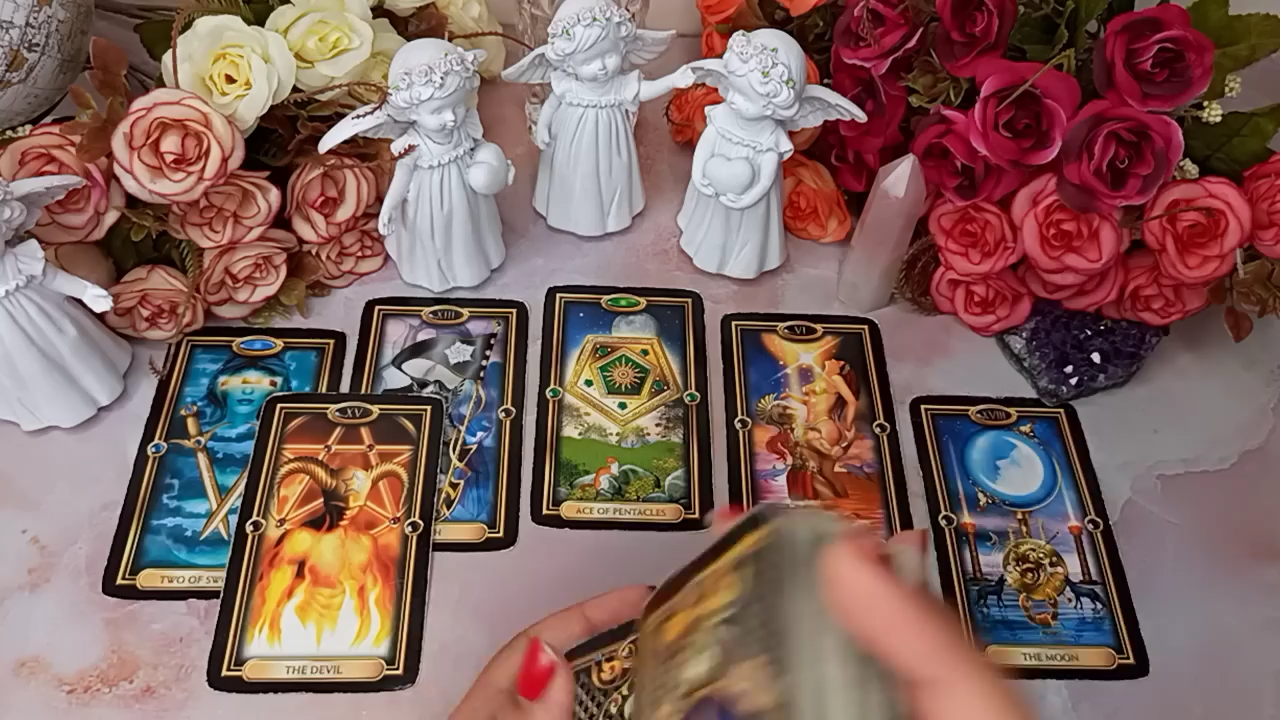 XIII
VI
XV
XVIII
TWO OF SW
H
ACE OF PENTACLES
THE DEVIL
THE MOON